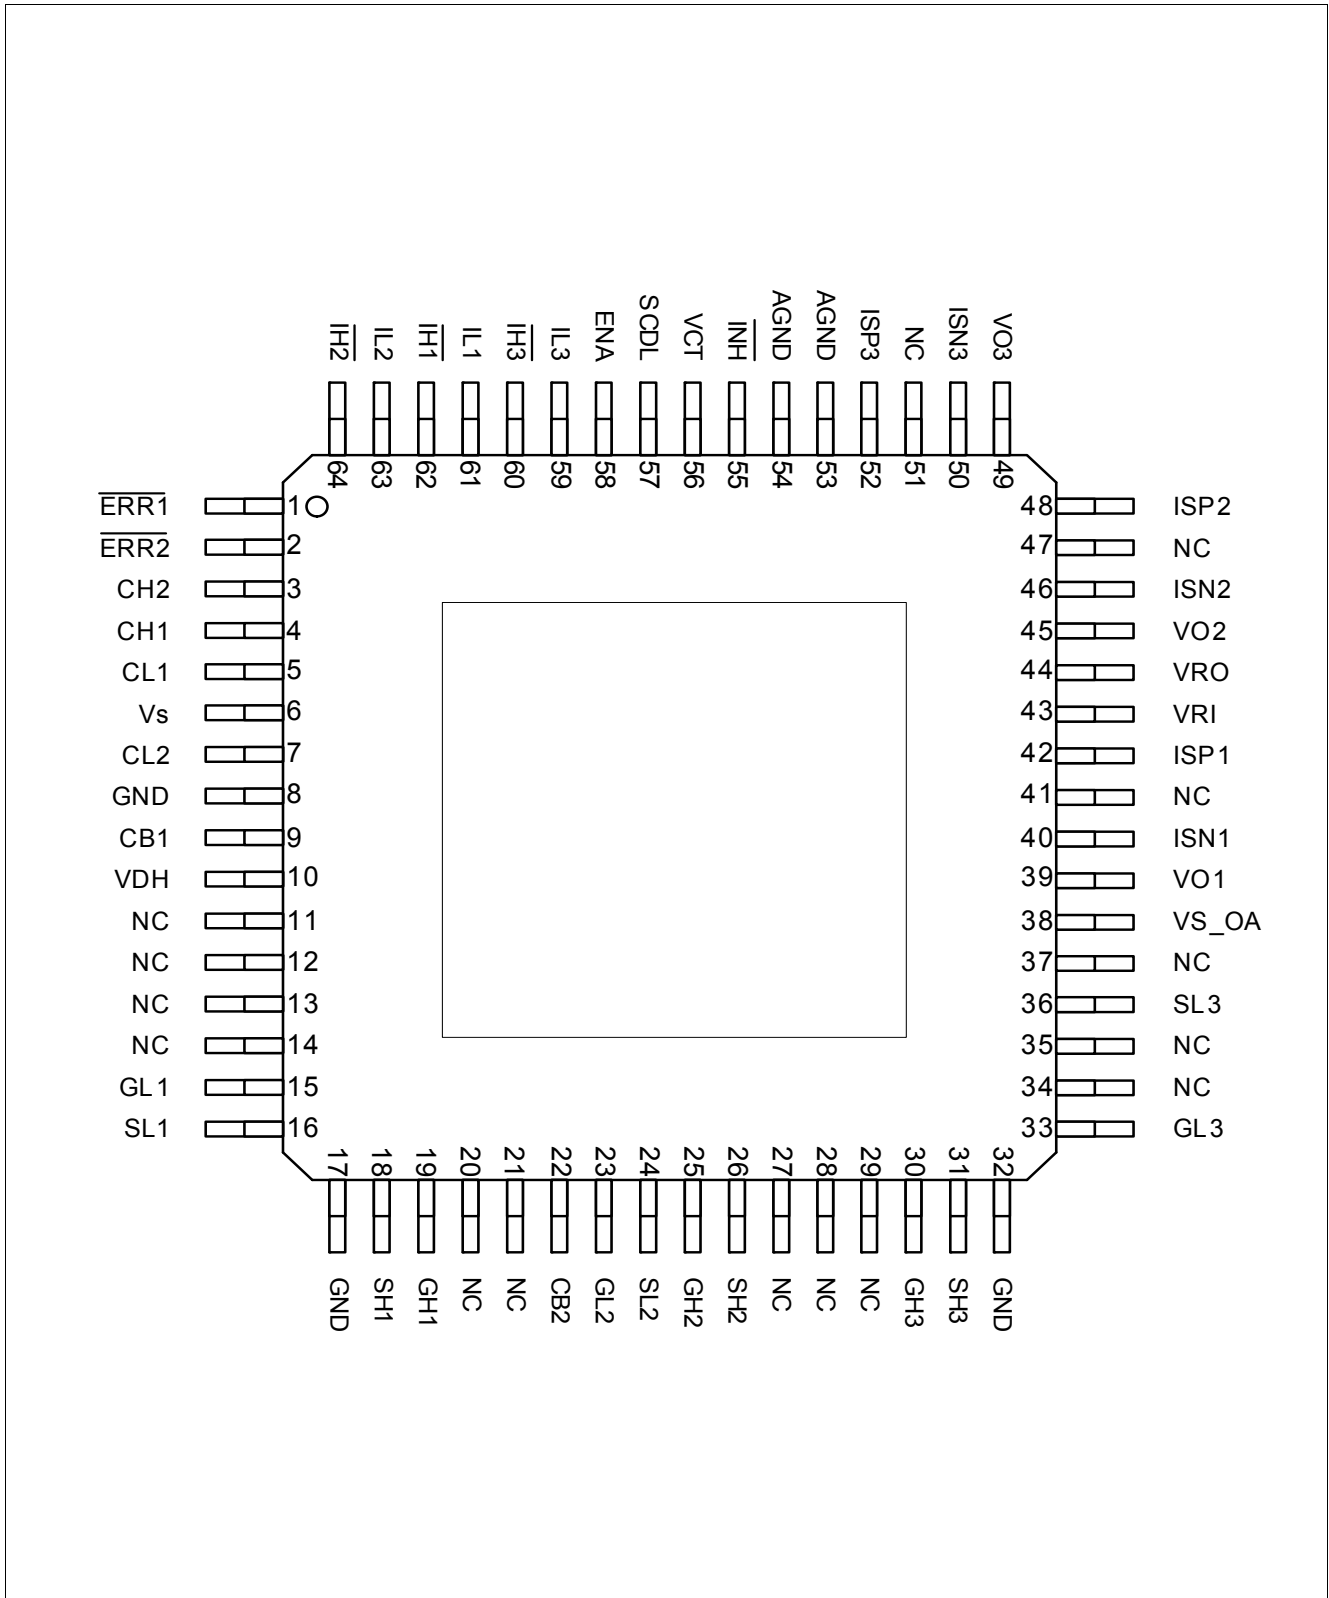 IH2
IL2
IH1
IL1
IH3
IL3
ENA
SCDL
VCT
INH
AGND
AGND
ISP3
NC
ISN3
VO3
64
63
62
61
60
59
58
57
56
55
54
53
52
51
50
49
ERR1 1
ERR2 2
CH2 3
CH1 4
CL1 5
Vs 6
CL2 7
GND 8
CB1 9
VDH 10
NC 11
NC 12
NC 13
NC 14
GL1 15
SL1 16
48 ISP2
47 NC
46 ISN2
45 VO2
44 VRO
43 VRI
42 ISP1
41 NC
40 ISN1
39 VO1
38 VS_OA
37 NC
36 SL3
35 NC
34 NC
33 GL3
17
18
19
20
21
22
23
24
25
26
27
28
29
30
31
32
GND
SH1
GH1
NC
NC
CB2
GL2
SL2
GH2
SH2
NC
NC
NC
GH3
SH3
GND